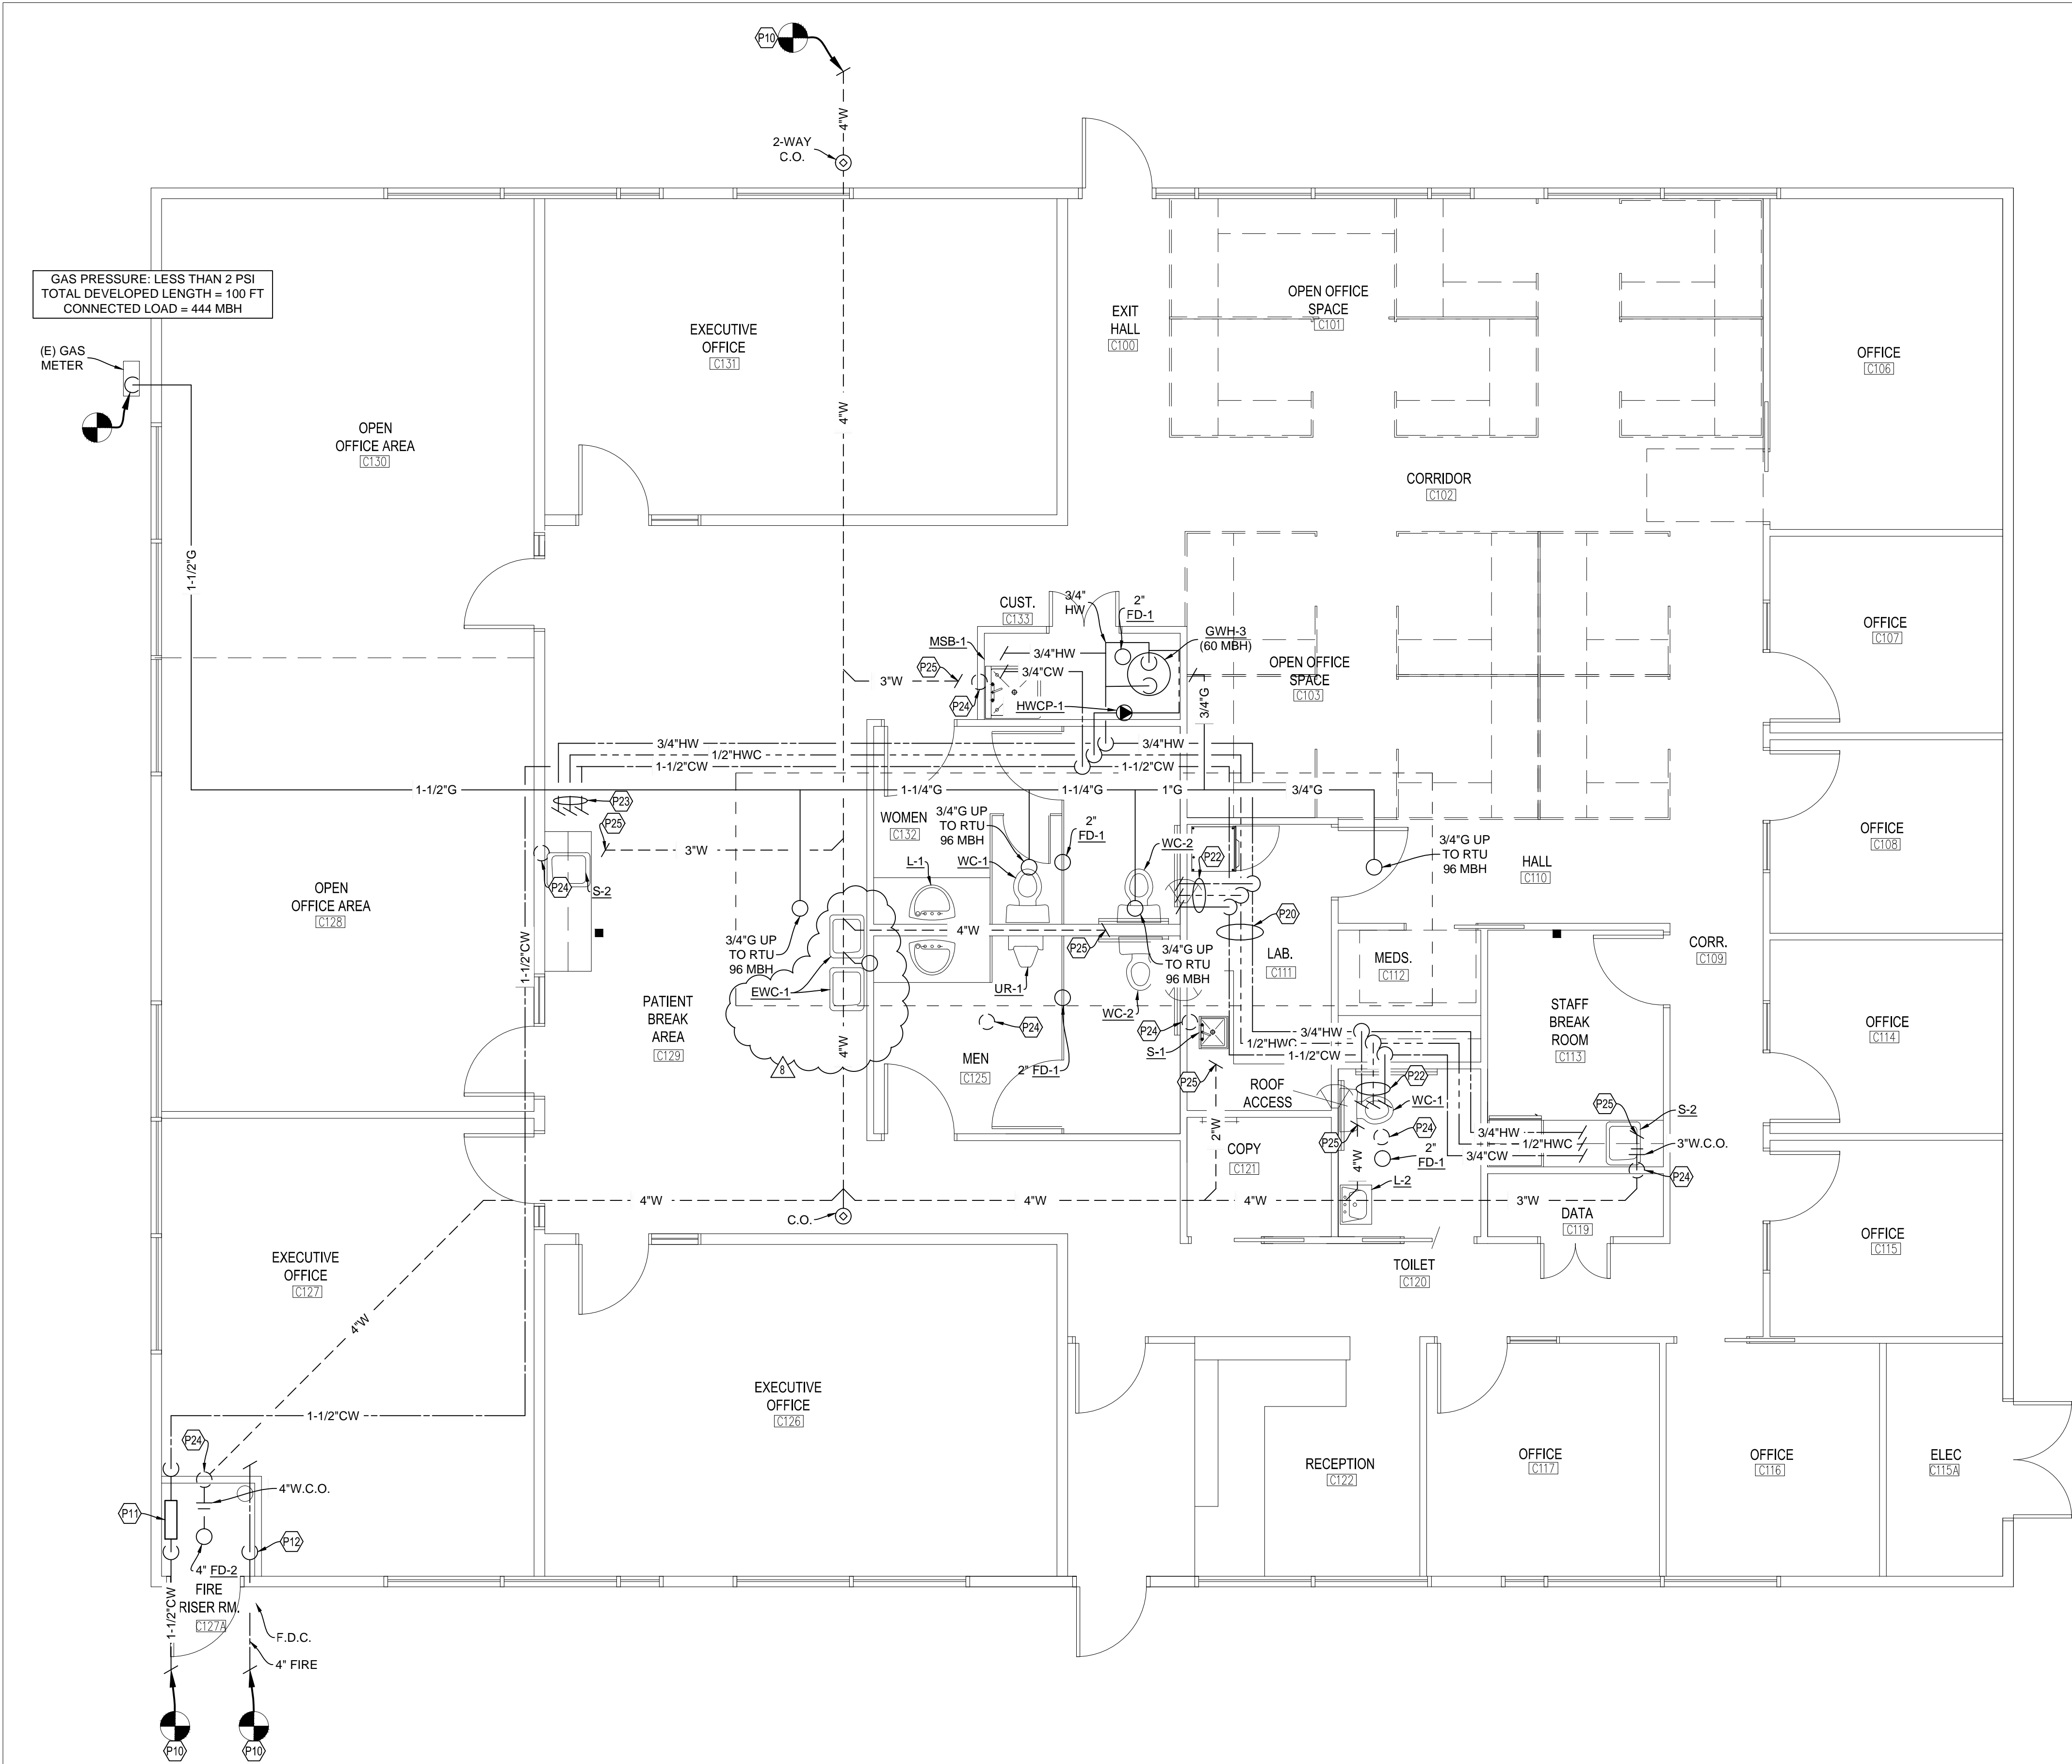 P10
4"W
2-WAY
C.O.
GAS PRESSURE: LESS THAN 2 PSI
TOTAL DEVELOPED LENGTH = 100 FT
CONNECTED LOAD = 444 MBH
(E) GAS
METER
OPEN
OFFICE AREA
C130
EXECUTIVE
OFFICE
C131
4"W
EXIT
HALL
C100
OPEN OFFICE
SPACE
C101
OFFICE
C106
CORRIDOR
C102
1-1/2"G
CUST.
C133
3/4"
HW
2"
FD-1
GWH-3
(60 MBH)
MSB-1
3/4"HW
3/4"CW
P25
3"W
P24
HWCP-1
3/4"G
OPEN OFFICE
SPACE
C103
OFFICE
C107
3/4"HW
1/2"HWC
1-1/2"CW
3/4"HW
1-1/2"CW
1-1/2"G
1-1/4"G
1-1/4"G
1"G
3/4"G
P23
P25
3"W
P24
S-2
WOMEN
C132
3/4"G UP
TO RTU
96 MBH
2"
FD-1
L-1
WC-1
WC-2
P22
3/4"G UP
TO RTU
96 MBH
HALL
C110
OFFICE
C108
OPEN
OFFICE AREA
C128
1-1/2"CW
3/4"G UP
TO RTU
96 MBH
4"W
P25
P20
3/4"G UP
TO RTU
96 MBH
LAB.
C111
MEDS.
C112
CORR.
C109
EWC-1
UR-1
WC-2
PATIENT
BREAK
AREA
C129
8
4"W
P24
MEN
C125
2" FD-1
P24
S-1
P25
3/4"HW
1/2"HWC
1-1/2"CW
STAFF
BREAK
ROOM
C113
OFFICE
C114
ROOF
ACCESS
P22
WC-1
P25
P24
2"
FD-1
2"W
4"W
COPY
C121
3/4"HW
1/2"HWC
3/4"CW
P25
S-2
3"W.C.O.
P24
L-2
4"W
4"W
4"W
3"W
C.O.
DATA
C119
OFFICE
C115
TOILET
C120
EXECUTIVE
OFFICE
C127
4"W
EXECUTIVE
OFFICE
C126
1-1/2"CW
P24
4"W.C.O.
P11
P12
4" FD-2
FIRE
RISER RM.
C127A
1-1/2"CW
F.D.C.
4" FIRE
P10
P10
RECEPTION
C122
OFFICE
C117
OFFICE
C116
ELEC
C115A